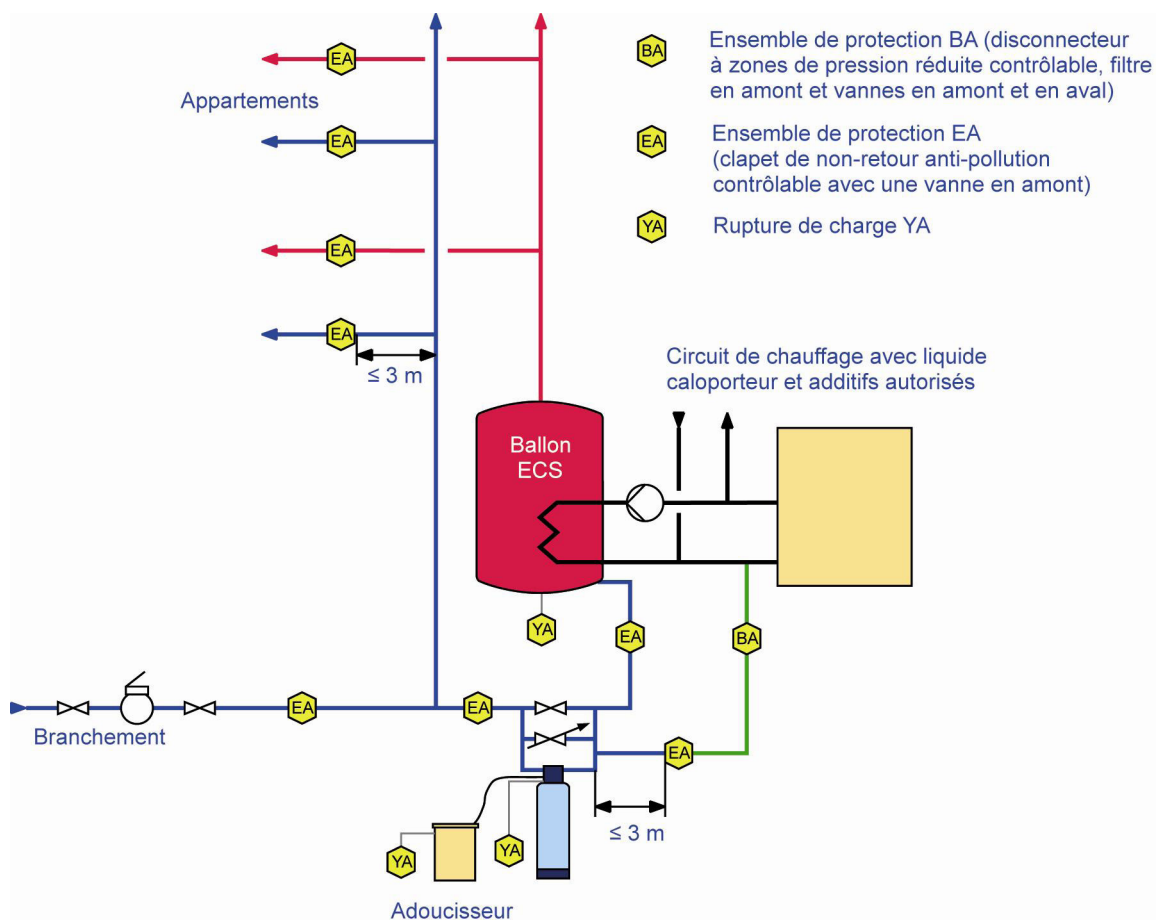 EA
Appartements
EA
EA
EA
≤ 3 m
BA
Ensemble de protection BA (disconnecteur
à zones de pression réduite contrôlable, filtre
en amont et vannes en amont et en aval)
EA
Ensemble de protection EA
(clapet de non-retour anti-pollution
contrôlable avec une vanne en amont)
YA
Rupture de charge YA
Circuit de chauffage avec liquide
caloporteur et additifs autorisés
Ballon
ECS
YA
EA
BA
EA
EA
Branchement
EA
≤ 3 m
YA
YA
Adoucisseur